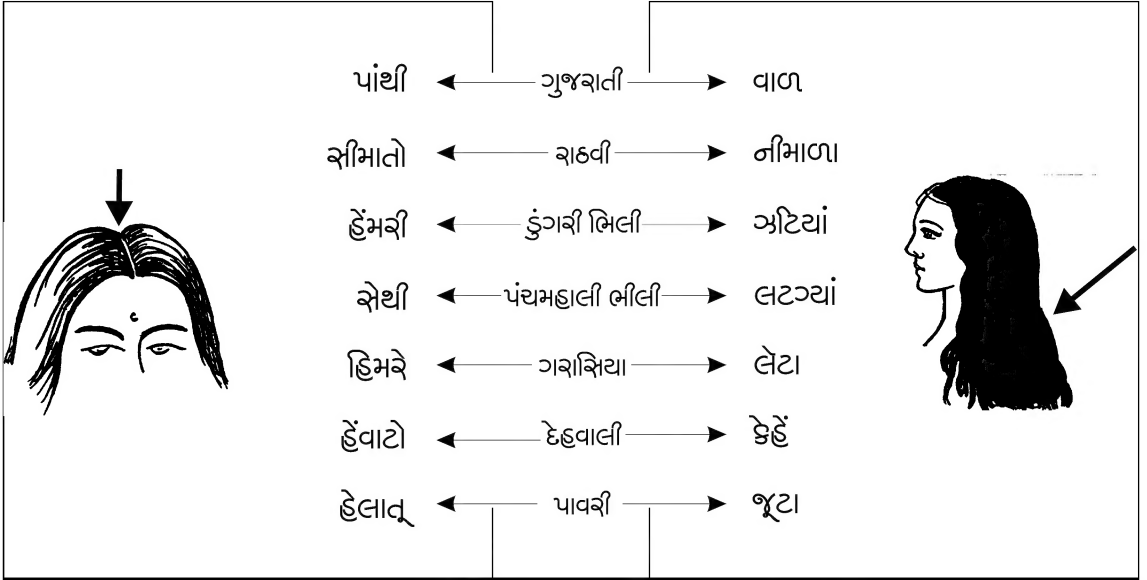 પાંથી ગુજરાતી વાળ
સીમાતો રાઠવી નીમાળા
હેંમરી ડુંગરી ભિલી ઝટિયાં
સેથી પંચમહાલી ભીલી લટગ્યાં
હિમરે ગરાસિયા લેટા
હેંવાટો દેહવાલી કેહેં
હેલાતૂ પાવરી જૂટા